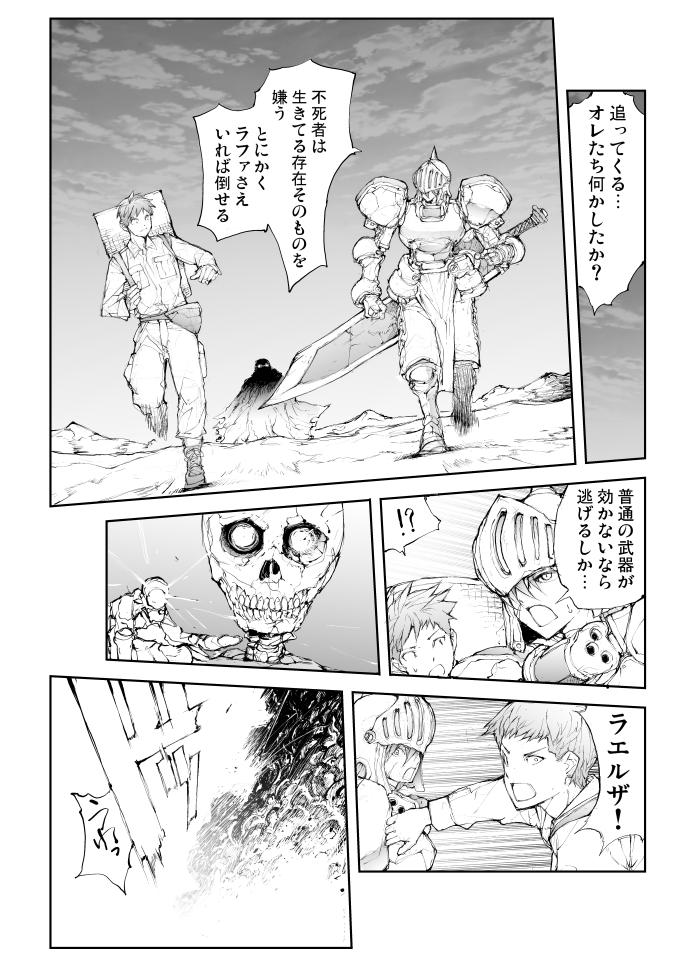 追ってくる…
オレたち何かしたか？
不死者は
生きてる存在そのものを
嫌う
とにかく
ラファさえ
いれば倒せる
普通の武器が
効かないなら
逃げるしか…
!?
ラエルザ！